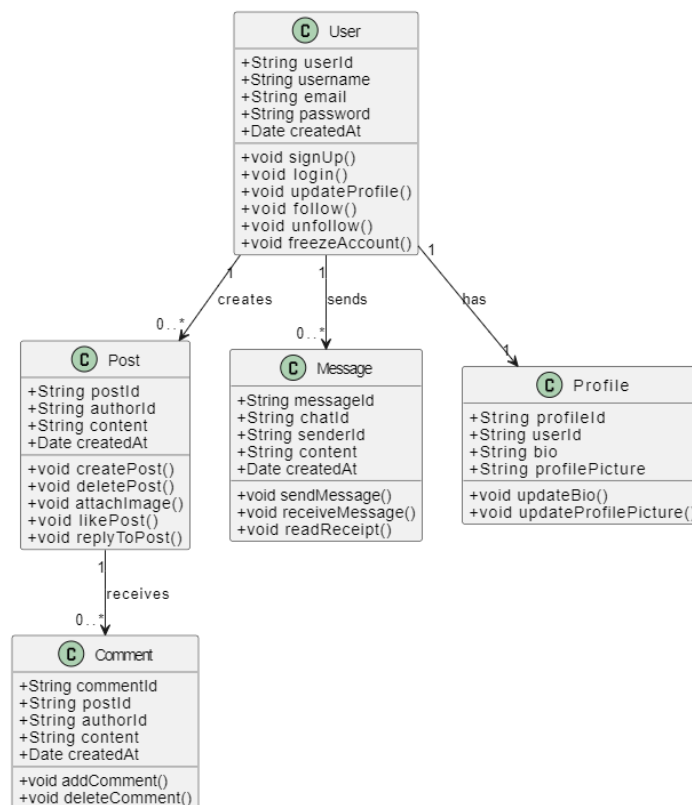 C User
+String userId
+String username
+String email
+String password
+Date createdAt
+void signUp()
+void login()
+void updateProfile()
+void follow()
+void unfollow()
+void freezeAccount()
1
1
1
creates
sends
has
0..*
0..*
1
C Post
+String postId
+String authorId
+String content
+Date createdAt
+void createPost()
+void deletePost()
+void attachImage()
+void likePost()
+void replyToPost()
C Message
+String messageId
+String chatId
+String senderId
+String content
+Date createdAt
+void sendMessage()
+void receiveMessage()
+void readReceipt()
C Profile
+String profileId
+String userId
+String bio
+String profilePicture
+void updateBio()
+void updateProfilePicture()
1
receives
0..*
C Comment
+String commentId
+String postId
+String authorId
+String content
+Date createdAt
+void addComment()
+void deleteComment()